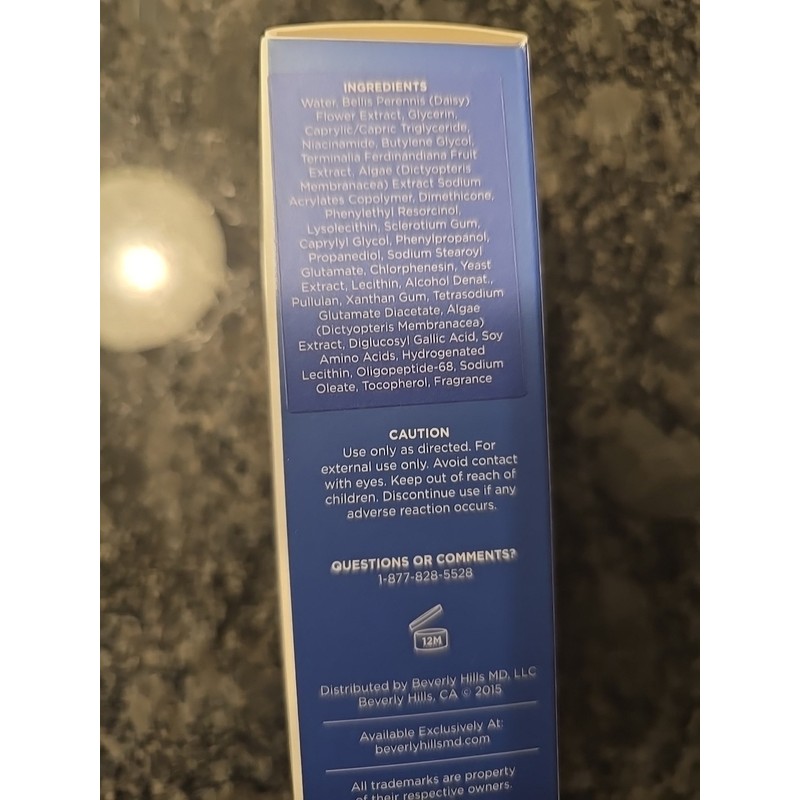 INGREDIENTS
Water, Bellis Perennis (Daisy)
Flower Extract, Glycerin,
Caprylic/Capric Triglyceride,
Niacinamide, Butylene Glycol,
Terminalia Ferdinandiana Fruit
Extract, Algae (Dictyopteris
Membranacea) Extract Sodium
Acrylates Copolymer, Dimethicone,
Phenylethyl Resorcinol,
Lysolecithin, Sclerotium Gum,
Caprylyl Glycol, Phenylpropanol,
Propanediol, Sodium Stearoyl
Glutamate, Chlorphenesin, Yeast
Extract, Lecithin, Alcohol Denat.,
Pullulan, Xanthan Gum, Tetrasodium
Glutamate Diacetate, Algae
(Dictyopteris Membranacea)
Extract, Diglucosyl Gallic Acid, Soy
Amino Acids, Hydrogenated
Lecithin, Oligopeptide-68, Sodium
Oleate, Tocopherol, Fragrance
CAUTION
Use only as directed. For
external use only. Avoid contact
with eyes. Keep out of reach of
children. Discontinue use if any
adverse reaction occurs.
QUESTIONS OR COMMENTS?
1-877-828-5528
12M
Distributed by Beverly Hills MD, LLC
Beverly Hills, CA © 2015
Available Exclusively At:
beverlyhillsmd.com
All trademarks are property
of their respective owners.